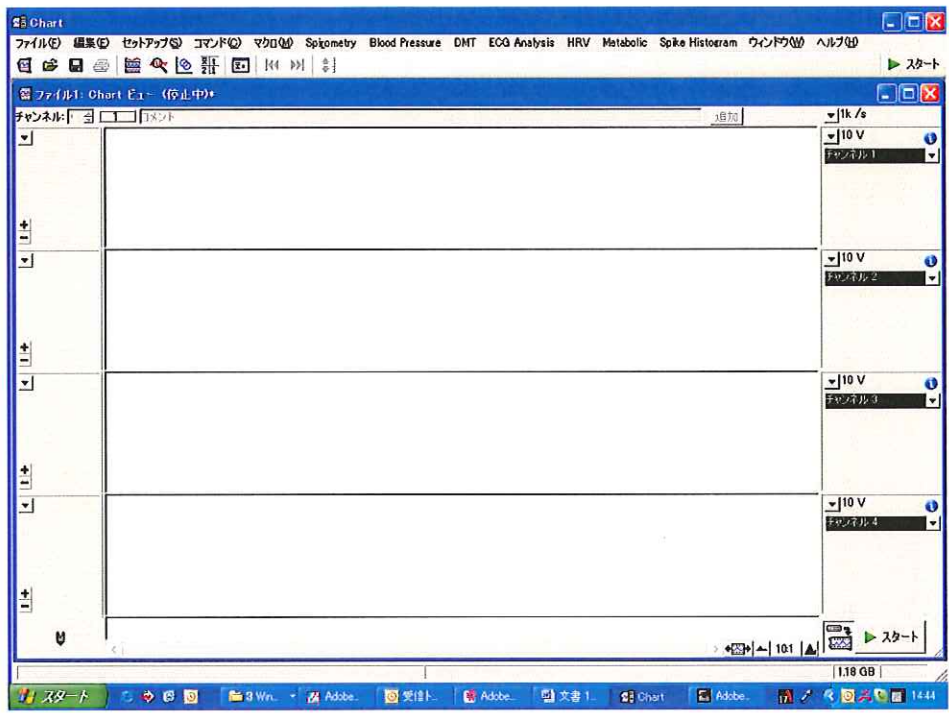 Chart
ファイル(F) 編集(E) セットアップ(S) コマンド(C) マクロ(M) Spirometry Blood Pressure DMT ECG Analysis HRV Metabolic Spike Histogram ウィンドウ(W) ヘルプ(H)
スタート
ファイル1: Chart ビュー (停止中)*
チャンネル: 1 コメント 追加 1k /s
10 V
チャンネル 1
10 V
チャンネル 2
10 V
チャンネル 3
10 V
チャンネル 4
10:1 スタート
1.18 GB
スタート 3 Win.. Adobe.. 受信ト.. Adobe.. 文書 1.. Chart Adobe.. 14:44